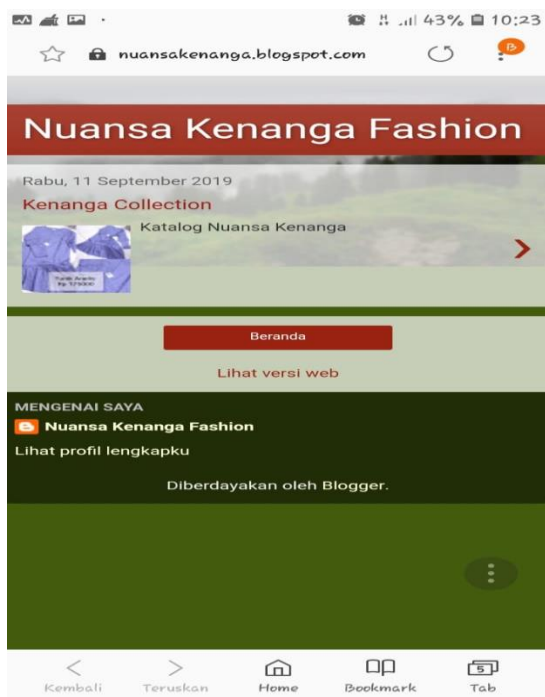 43% 10:23
nuansakenanga.blogspot.com
Nuansa Kenanga Fashion
Rabu, 11 September 2019
Kenanga Collection
Katalog Nuansa Kenanga
Beranda
Lihat versi web
MENGENAI SAYA
Nuansa Kenanga Fashion
Lihat profil lengkapku
Diberdayakan oleh Blogger.
5
Kembali Teruskan Home Bookmark Tab